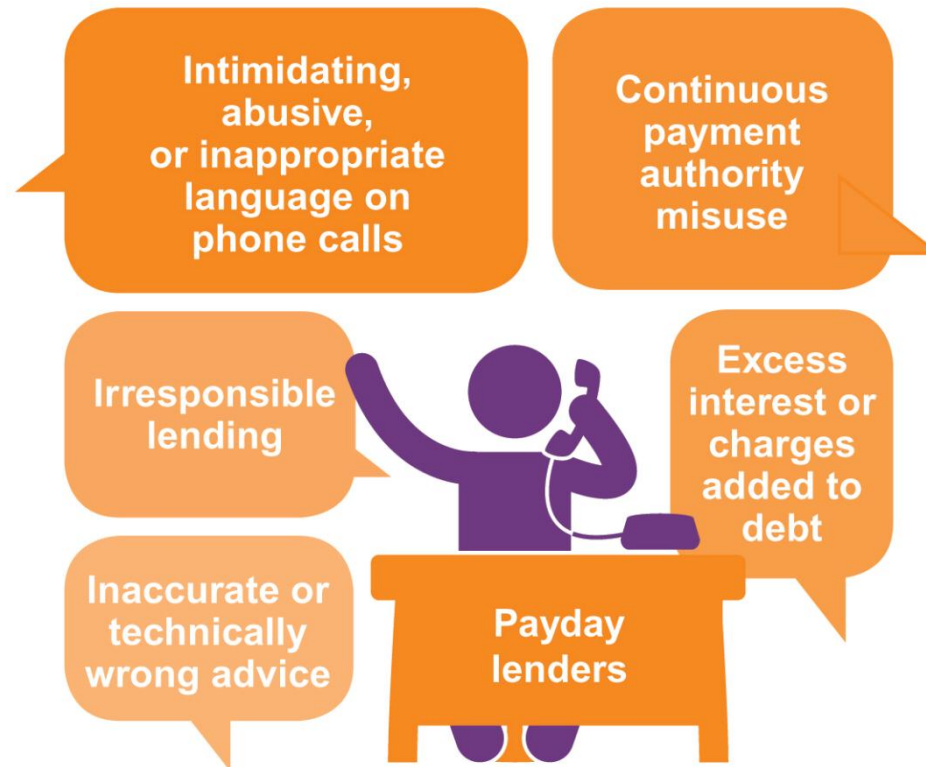 Intimidating,
abusive,
or inappropriate
language on
phone calls
Continuous
payment
authority
misuse
Irresponsible
lending
Excess
interest or
charges
added to
debt
Inaccurate or
technically
wrong advice
Payday
lenders